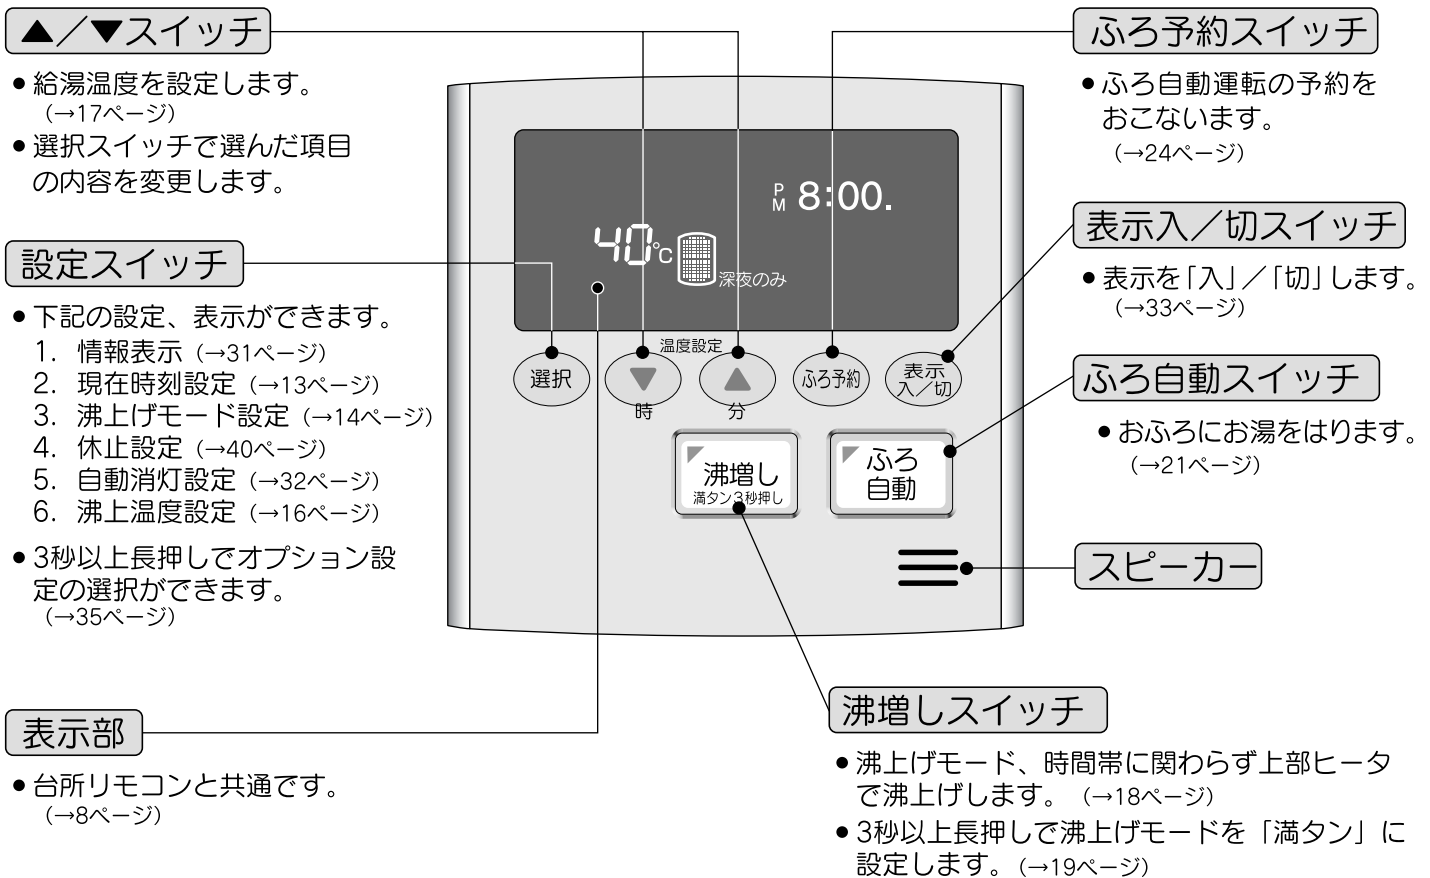 ▲／▼スイッチ
●給湯温度を設定します。
（→17ページ）
●選択スイッチで選んだ項目
の内容を変更します。
設定スイッチ
●下記の設定、表示ができます。
1. 情報表示（→31ページ）
2. 現在時刻設定（→13ページ）
3. 沸上げモード設定（→14ページ）
4. 休止設定（→40ページ）
5. 自動消灯設定（→32ページ）
6. 沸上温度設定（→16ページ）
●3秒以上長押しでオプション設
定の選択ができます。
（→35ページ）
表示部
●台所リモコンと共通です。
（→8ページ）
PM 8:00.
40℃
深夜のみ
温度設定
選択
▼
▲
ふろ予約
表示
入／切
時
分
沸増し
満タン3秒押し
ふろ
自動
ふろ予約スイッチ
●ふろ自動運転の予約を
おこないます。
（→24ページ）
表示入／切スイッチ
●表示を「入」／「切」します。
（→33ページ）
ふろ自動スイッチ
●おふろにお湯をはります。
（→21ページ）
スピーカー
沸増しスイッチ
●沸上げモード、時間帯に関わらず上部ヒータ
で沸上げします。（→18ページ）
●3秒以上長押しで沸上げモードを「満タン」に
設定します。（→19ページ）